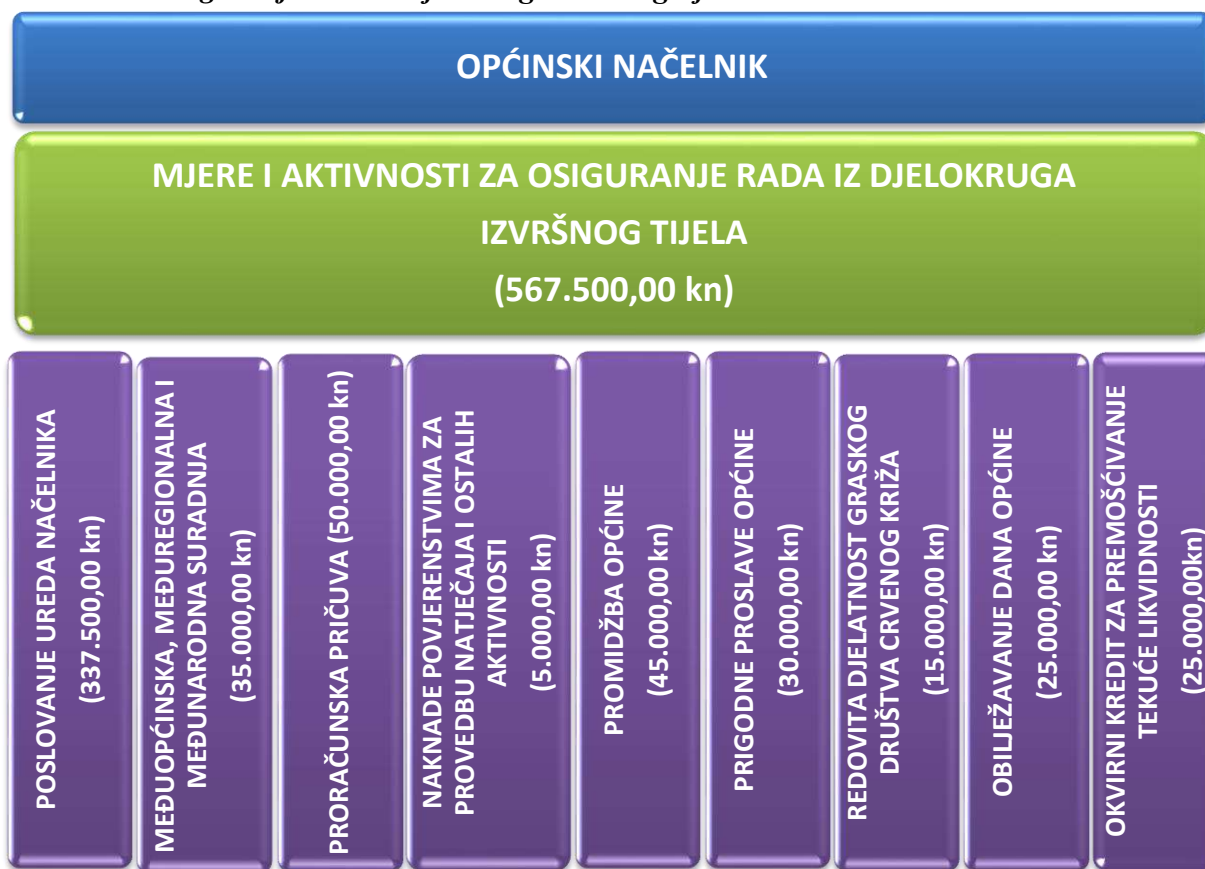 OPĆINSKI NAČELNIK
MJERE I AKTIVNOSTI ZA OSIGURANJE RADA IZ DJELOKRUGA
IZVRŠNOG TIJELA
(567.500,00 kn)
POSLOVANJE UREDA NAČELNIKA
(337.500,00 kn)
MEĐUOPĆINSKA, MEĐUREGIONALNA I
MEĐUNARODNA SURADNJA
(35.000,00 kn)
PRORAČUNSKA PRIČUVA (50.000,00 kn)
NAKNADE POVJERENSTVIMA ZA
PROVEDBU NATJEČAJA I OSTALIH
AKTIVNOSTI
(5.000,00 kn)
PROMIDŽBA OPĆINE
(45.000,00 kn)
PRIGODNE PROSLAVE OPĆINE
(30.000,00 kn)
REDOVITA DJELATNOST GRASKOG
DRUŠTVA CRVENOG KRIŽA
(15.000,00 kn)
OBILJEŽAVANJE DANA OPĆINE
(25.000,00 kn)
OKVIRNI KREDIT ZA PREMOŠĆIVANJE
TEKUĆE LIKVIDNOSTI
(25.000,00kn)